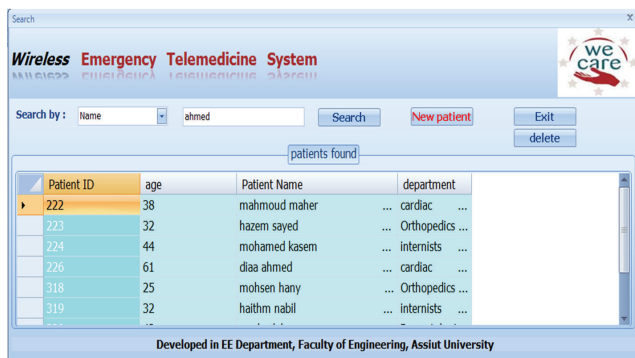 Search x
Wireless Emergency Telemedicine System
we care
Search by : Name ahmed Search New patient Exit
delete
patients found
Patient ID age Patient Name department
222 38 mahmoud maher ... cardiac ...
223 32 hazem sayed ... Orthopedics ...
224 44 mohamed kasem ... internists ...
226 61 diaa ahmed ... cardiac ...
318 25 mohsen hany ... Orthopedics ...
319 32 haithm nabil ... internists ...
Developed in EE Department, Faculty of Engineering, Assiut University